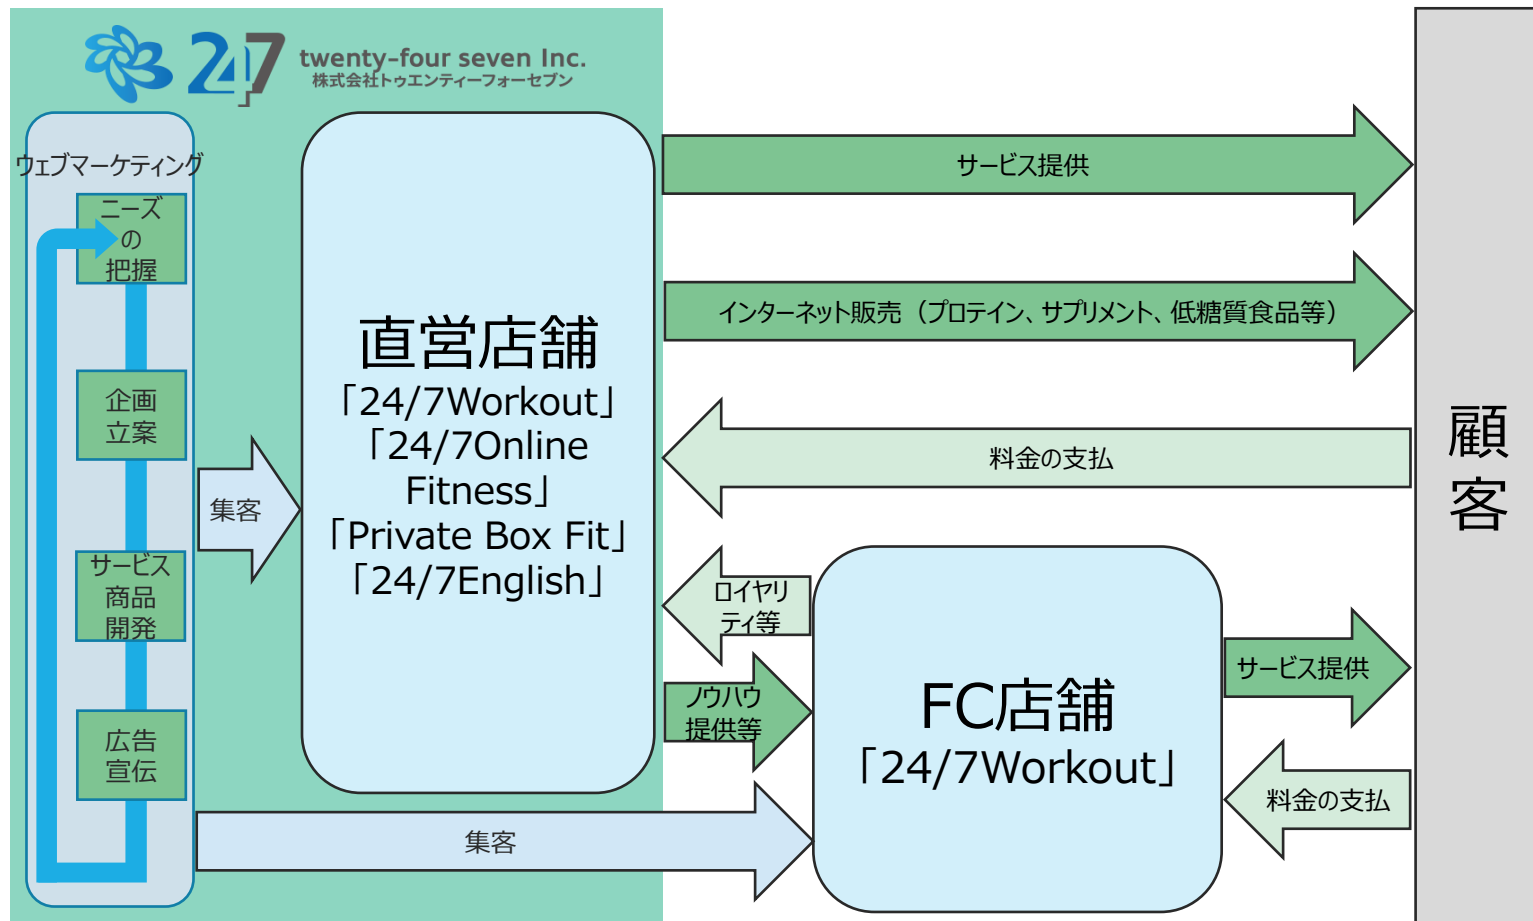 24/7
twenty-four seven Inc.
株式会社トゥエンティーフォーセブン
ウェブマーケティング
ニーズ
の
把握
企画
立案
サービス
商品
開発
広告
宣伝
集客
直営店舗
「24/7Workout」
「24/7Online
Fitness」
「Private Box Fit」
「24/7English」
サービス提供
インターネット販売（プロテイン、サプリメント、低糖質食品等）
料金の支払
ロイヤリ
ティ等
ノウハウ
提供等
集客
FC店舗
「24/7Workout」
サービス提供
料金の支払
顧
客